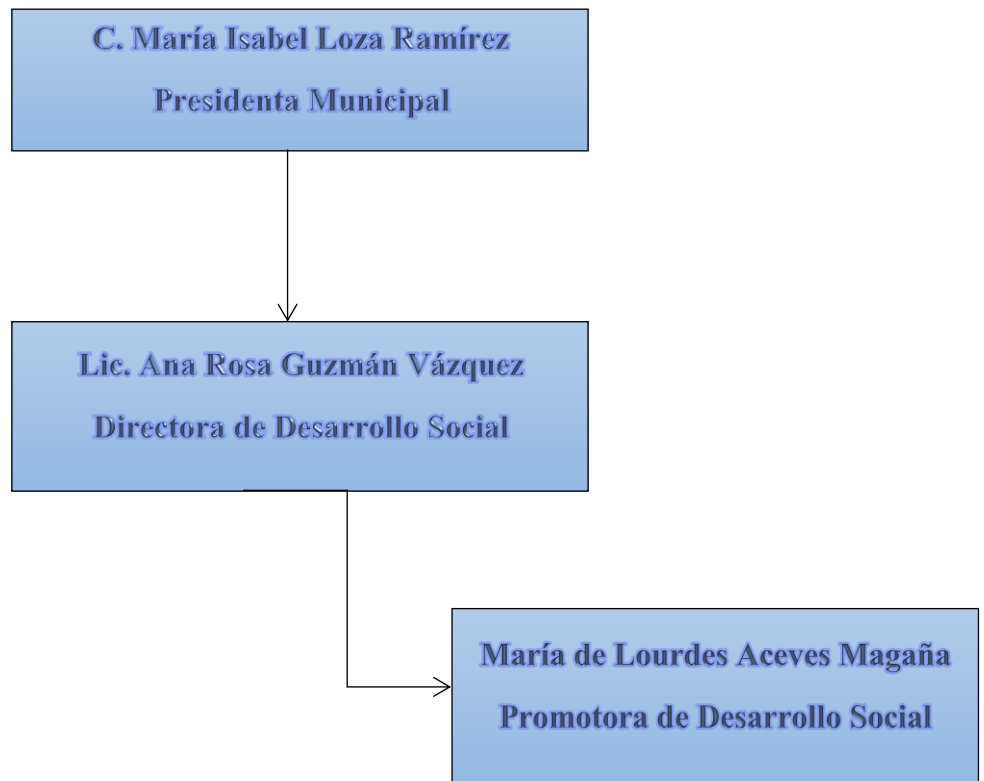 C. María Isabel Loza Ramírez
Presidenta Municipal
Lic. Ana Rosa Guzmán Vázquez
Directora de Desarrollo Social
María de Lourdes Aceves Magaña
Promotora de Desarrollo Social